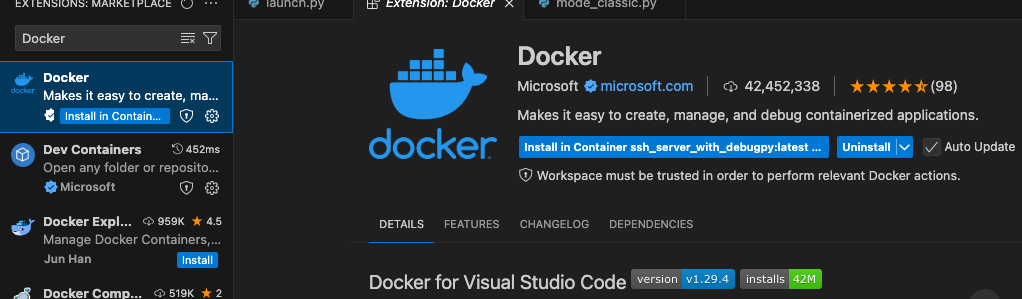 EXTENSIONS: MARKETPLACE
Docker
Docker
Makes it easy to create, ma...
Install in Contain...
Dev Containers 452ms
Open any folder or reposito...
Microsoft
Docker Expl... 959K ★ 4.5
Manage Docker Containers,...
Jun Han Install
Docker Comp... 519K ★ 2
launch.py Extension: Docker mode_classic.py
docker
Docker
Microsoft microsoft.com 42,452,338 (98)
Makes it easy to create, manage, and debug containerized applications.
Install in Container ssh_server_with_debugpy:latest ... Uninstall Auto Update
Workspace must be trusted in order to perform relevant Docker actions.
DETAILS FEATURES CHANGELOG DEPENDENCIES
Docker for Visual Studio Code version v1.29.4 installs 42M